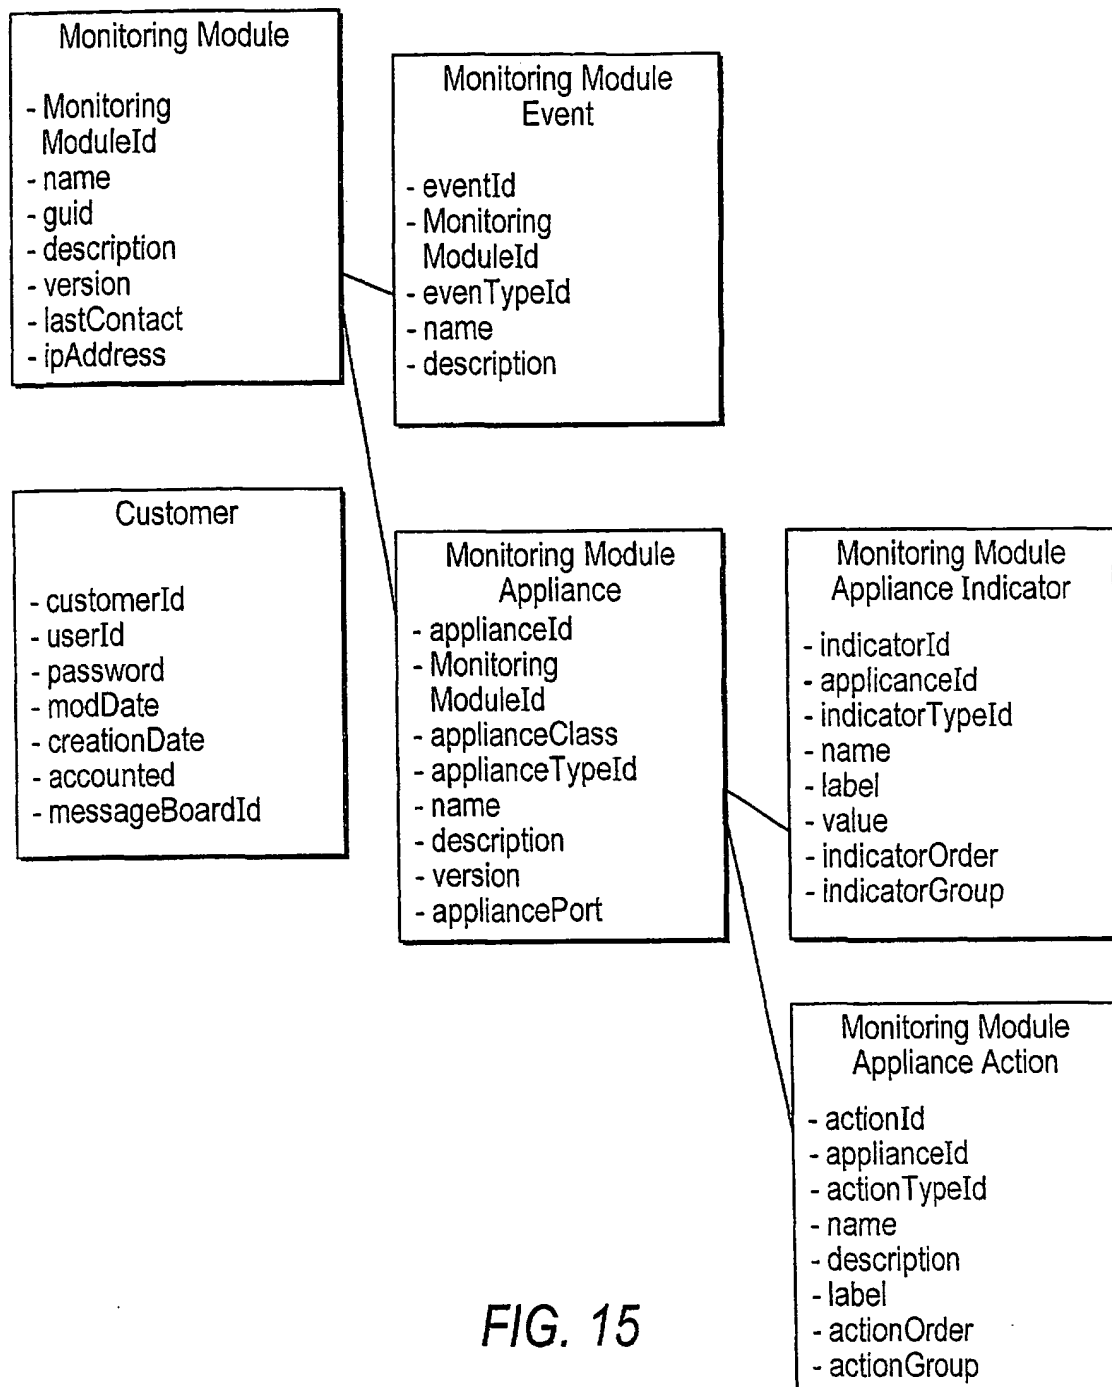 Monitoring Module
- Monitoring
ModuleId
- name
- guid
- description
- version
- lastContact
- ipAddress
Monitoring Module
Event
- eventId
- Monitoring
ModuleId
- evenTypeId
- name
- description
Customer
- customerId
- userId
- password
- modDate
- creationDate
- accounted
- messageBoardId
Monitoring Module
Appliance
- applianceId
- Monitoring
ModuleId
- applianceClass
- applianceTypeId
- name
- description
- version
- appliancePort
Monitoring Module
Appliance Indicator
- indicatorId
- applicanceId
- indicatorTypeId
- name
- label
- value
- indicatorOrder
- indicatorGroup
Monitoring Module
Appliance Action
- actionId
- applianceId
- actionTypeId
- name
- description
- label
- actionOrder
- actionGroup
FIG. 15